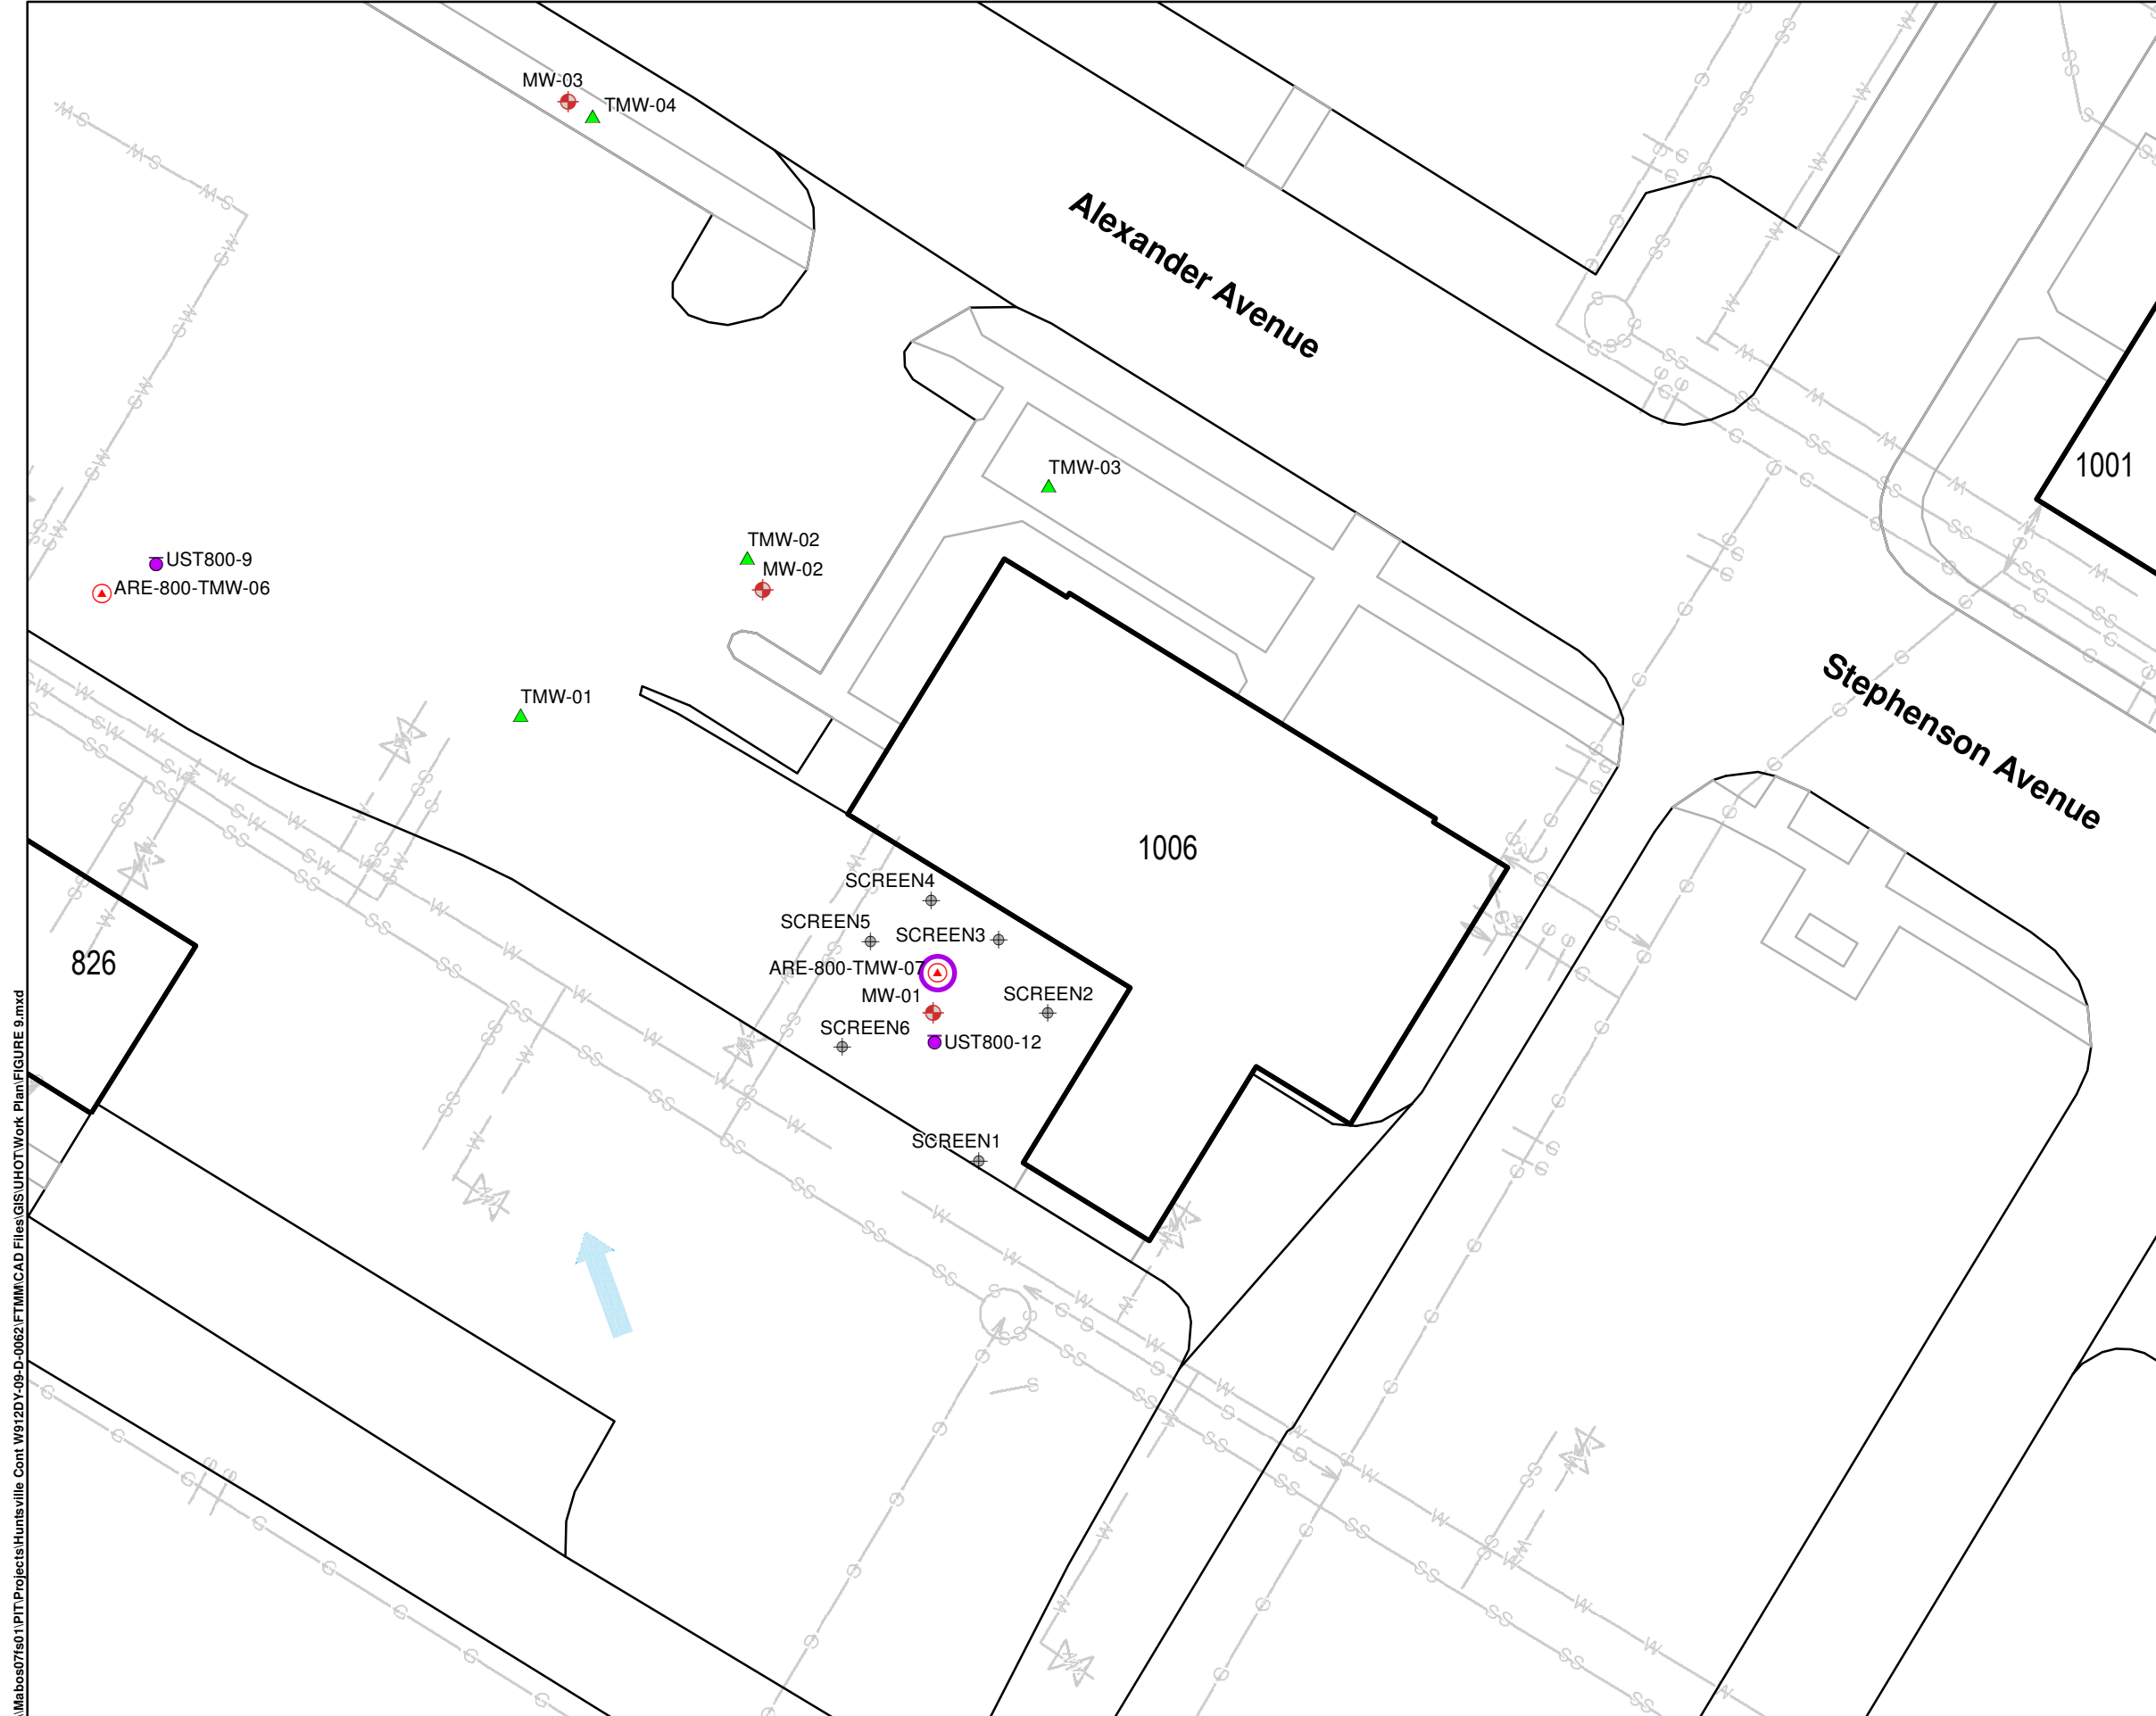 MW-03
TMW-04
Alexander Avenue
TMW-03
1001
TMW-02
UST800-9
MW-02
ARE-800-TMW-06
Stephenson Avenue
TMW-01
1006
SCREEN4
SCREEN5
SCREEN3
826
ARE-800-TMW-07
MW-01
SCREEN2
SCREEN6
UST800-12
SCREEN1
\Mabos07fs01\PIT\Projects\Huntsville Cont W912DY-09-D-0062\FTMM\CAD Files\GIS\UHOT\Work Plan\FIGURE 9.mxd